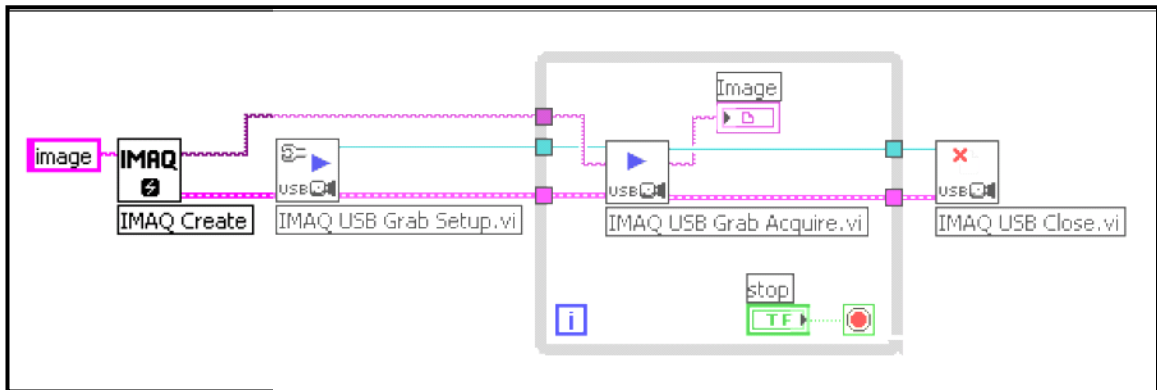 Image
image
IMAQ
IMAQ Create
USB
IMAQ USB Grab Setup.vi
USB
IMAQ USB Grab Acquire.vi
USB
IMAQ USB Close.vi
i
stop
TF